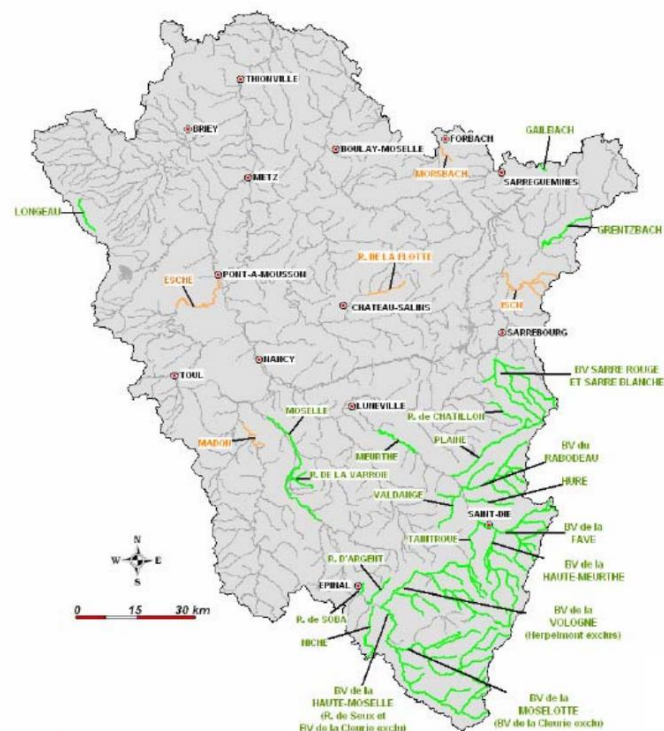 THIONVILLE
BRIEY
BOULAY-MOSELLE
FORBACH
GAILBACH
METZ
MORSBACH
SARREGUEMINES
LONGEAU
GRENTZBACH
R. DE LA FLOTTE
PONT-A-MOUSSON
ESCHE
ISCH
CHATEAU-SALINS
SARREBOURG
NANCY
BV SARRE ROUGE
ET SARRE BLANCHE
TOUL
LUNEVILLE
MOSELLE
R. de CHATILLON
MADON
MEURTHE
PLAINE
BV du
RABODEAU
R. DE LA VARROIE
HURE
VALDANGE
SAINT-DIE
TAINTROUE
BV de la
FAVE
N
W E
S
R. D'ARGENT
BV de la
HAUTE-MEURTHE
EPINAL
0 15 30 km
R. de SOBA
BV de la
VOLOGNE
(Herpelmont exclus)
NICHE
BV de la
HAUTE-MOSELLE
(R. de Seux et
BV de la Cleurie exclu)
BV de la
MOSELOTTE
(BV de la Cleurie exclu)